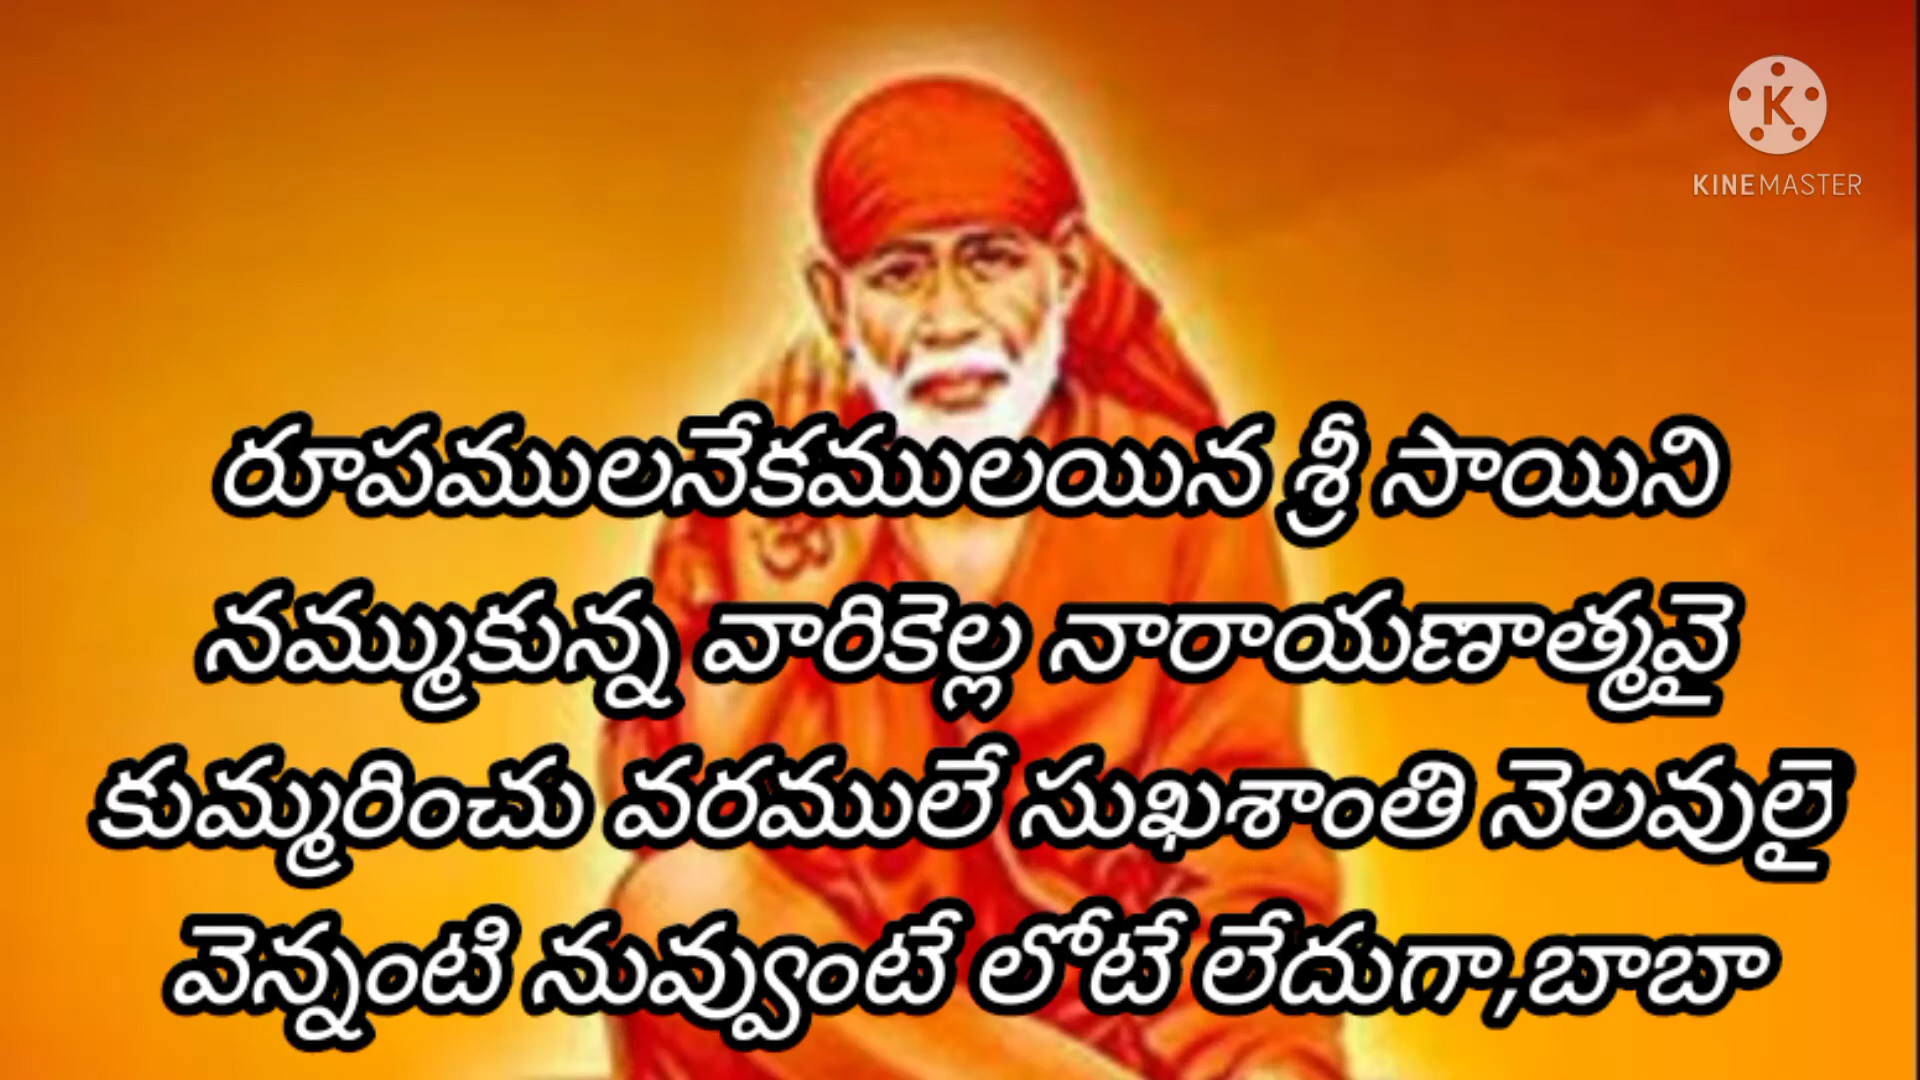 K
KINEMASTER
రూపములనేకములయిన శ్రీ సాయిని
నమ్ముకున్న వారికెల్ల నారాయణాత్మవై
కుమ్మరించు వరములే సుఖశాంతి నెలవులై
వెన్నంటి నువ్వుంటే లోటే లేదుగా,బాబా
ॐ